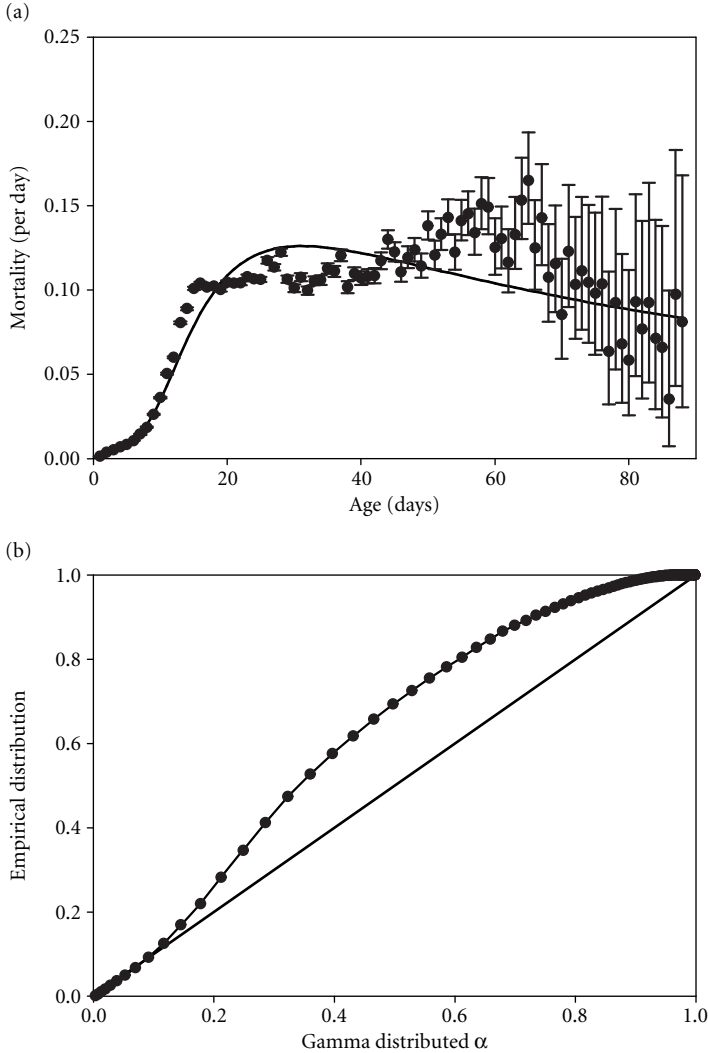 (a)
0.25
0.20
0.15
0.10
0.05
0.00
Mortality (per day)
0 20 40 60 80
Age (days)
(b)
1.0
0.8
0.6
0.4
0.2
0.0
Empirical distribution
0.0 0.2 0.4 0.6 0.8 1.0
Gamma distributed α